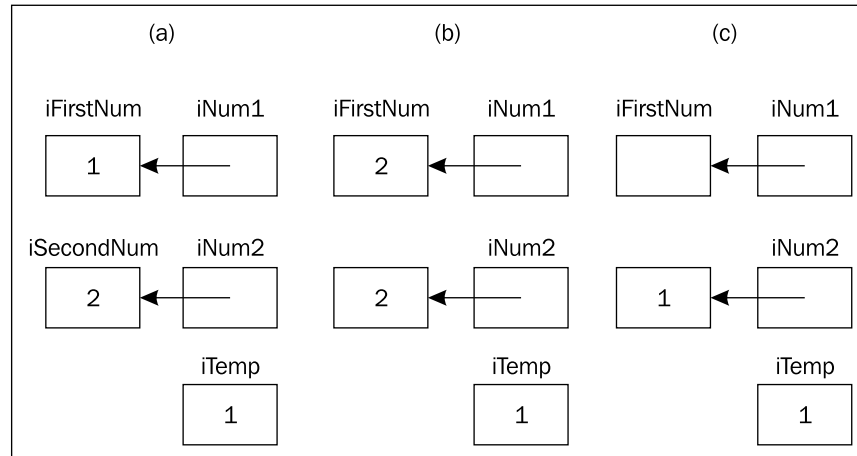 (a) (b) (c)
iFirstNum iNum1 iFirstNum iNum1 iFirstNum iNum1
1 2
iSecondNum iNum2 iNum2 iNum2
2 2 1
iTemp iTemp iTemp
1 1 1